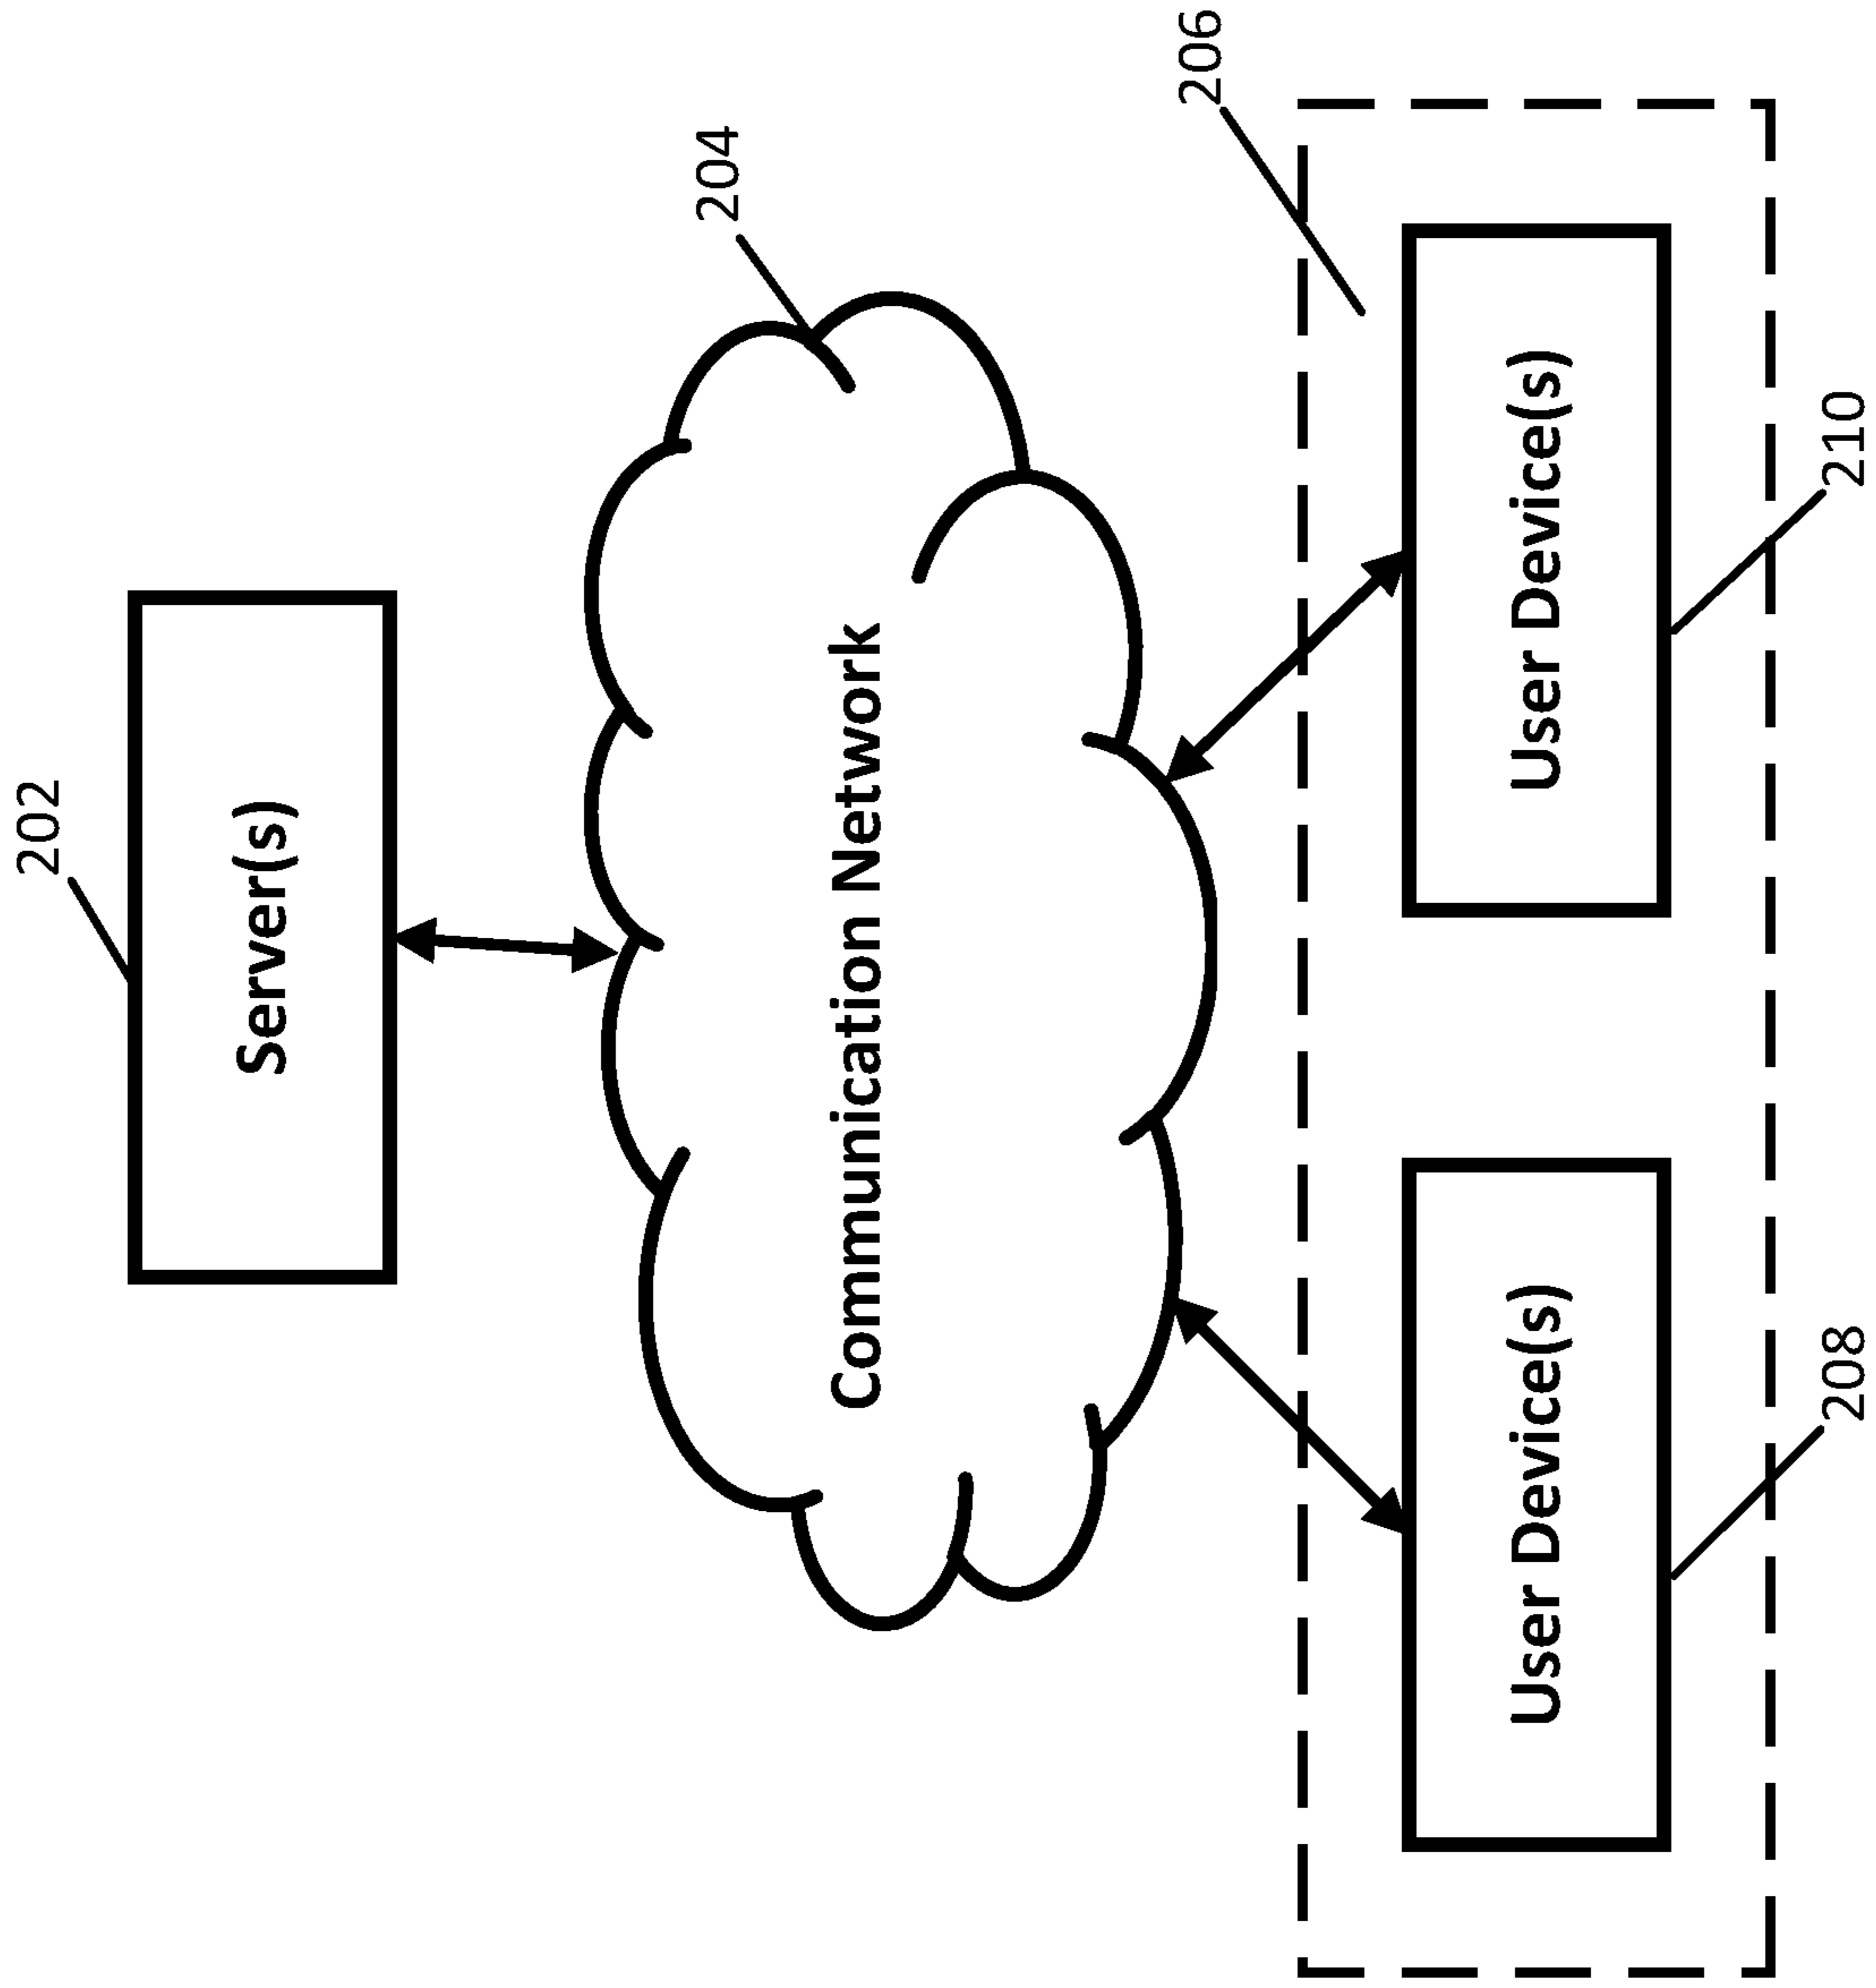 202
Server(s)
204
Communication Network
206
User Device(s)
User Device(s)
208
210